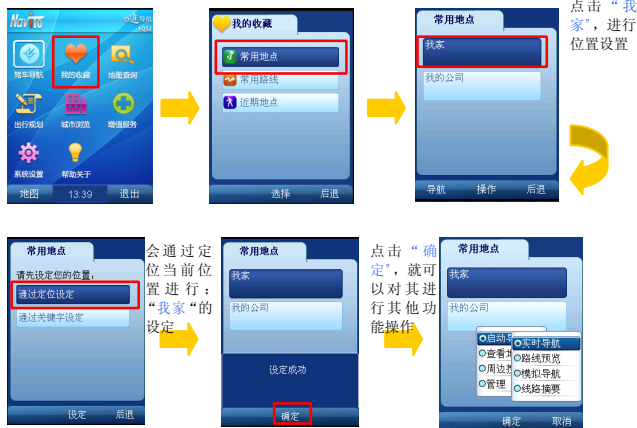 Navito
驾车导航
我的收藏
地图查询
出行规划
城市浏览
增值服务
系统设置
帮助关于
地图
13:39
退出
我的收藏
常用地点
常用路线
近期地点
选择
后退
常用地点
我家
我的公司
导航
操作
后退
点击“我
家”，进行
位置设置
常用地点
请先设定您的位置，
通过定位设定
通过关键字设定
设定
后退
会通过定
位当前位
置进行：
“我家“的
设定
常用地点
我家
我的公司
设定成功
确定
点击“确
定”，就可
以对其进
行其他功
能操作
常用地点
我家
我的公司
启动
查看
周边
管理
实时导航
路线预览
模拟导航
线路摘要
确定
取消